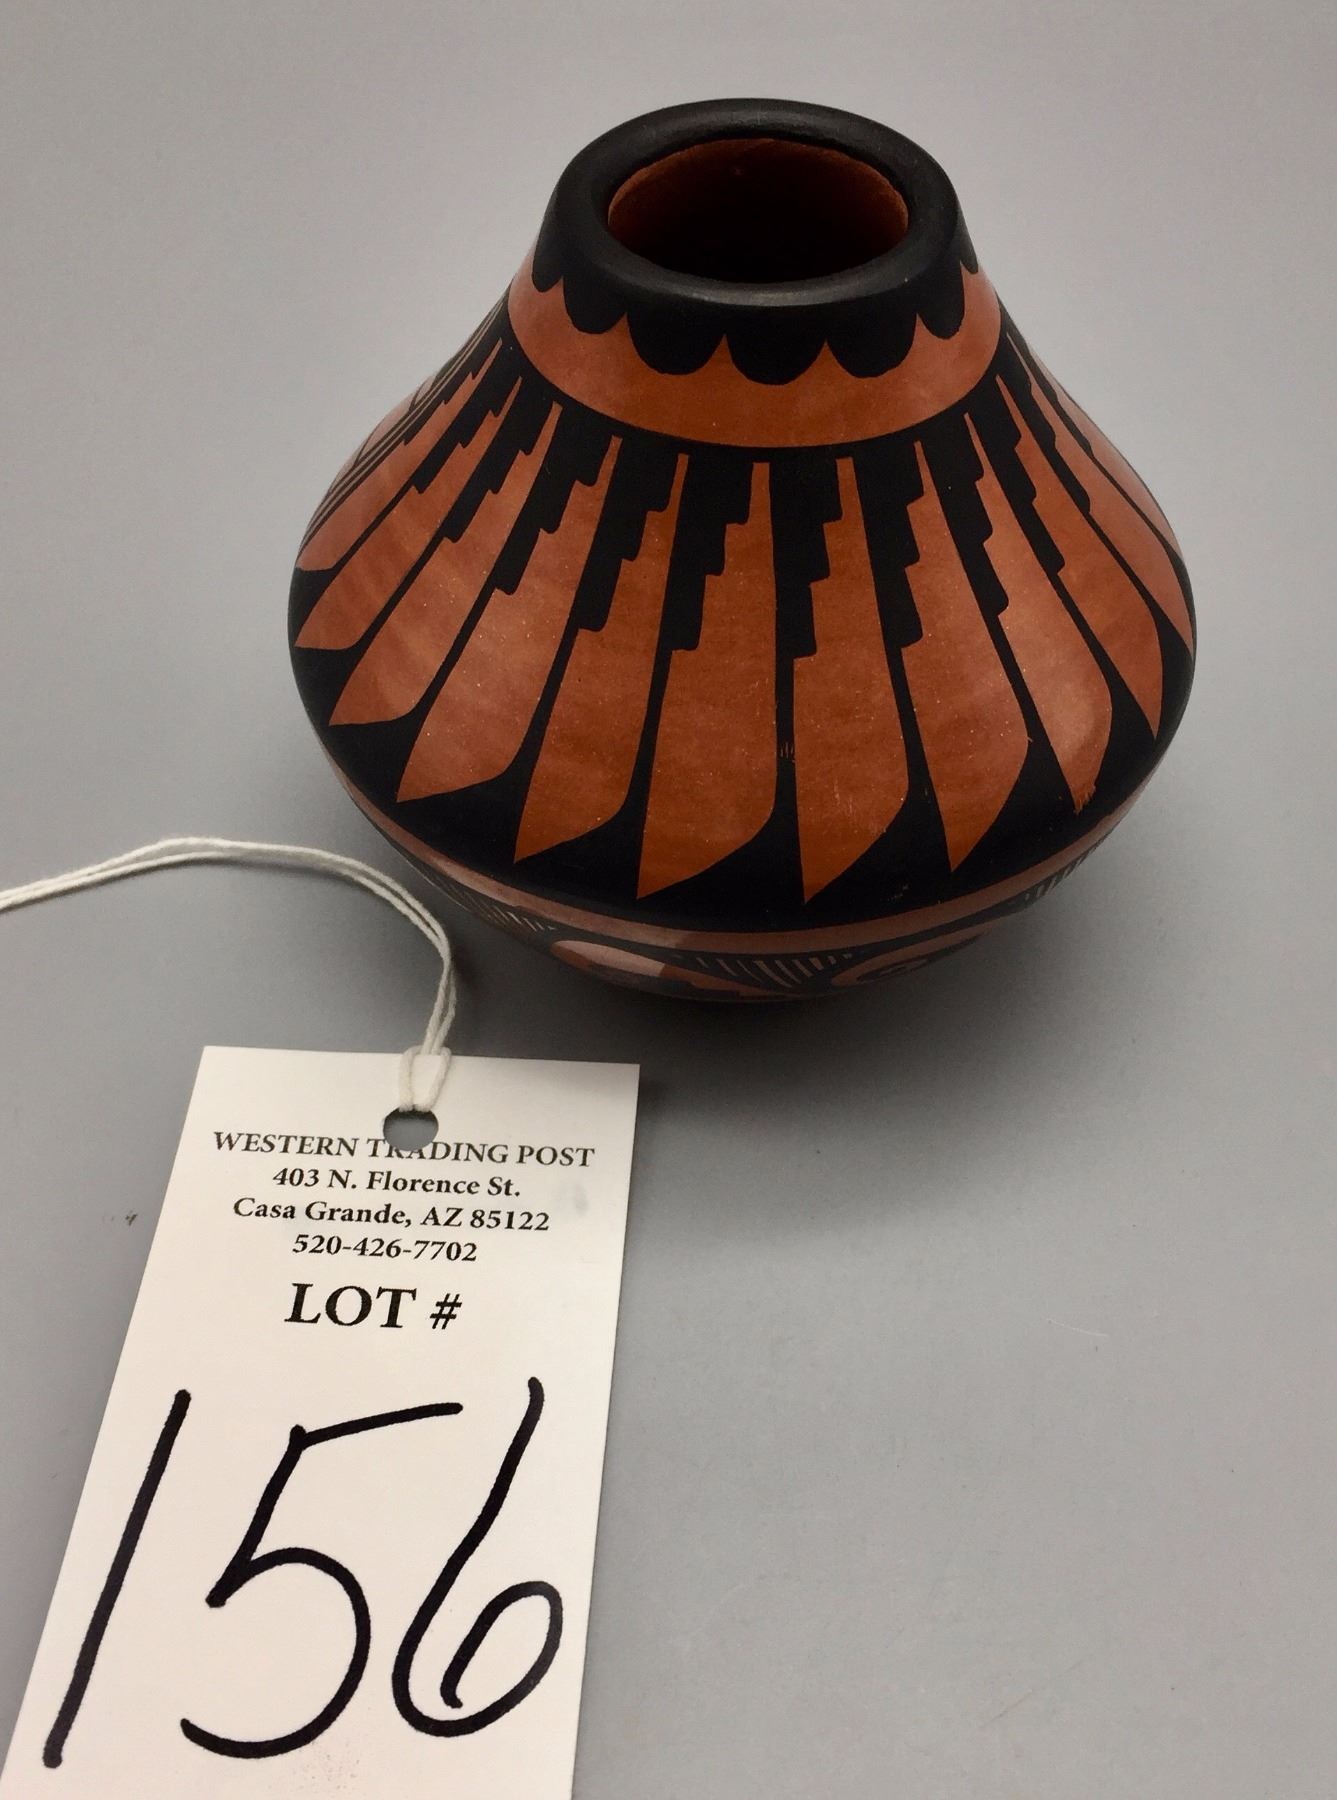 WESTERN TRADING POST
403 N. Florence St.
Casa Grande, AZ 85122
520-426-7702
LOT #
156